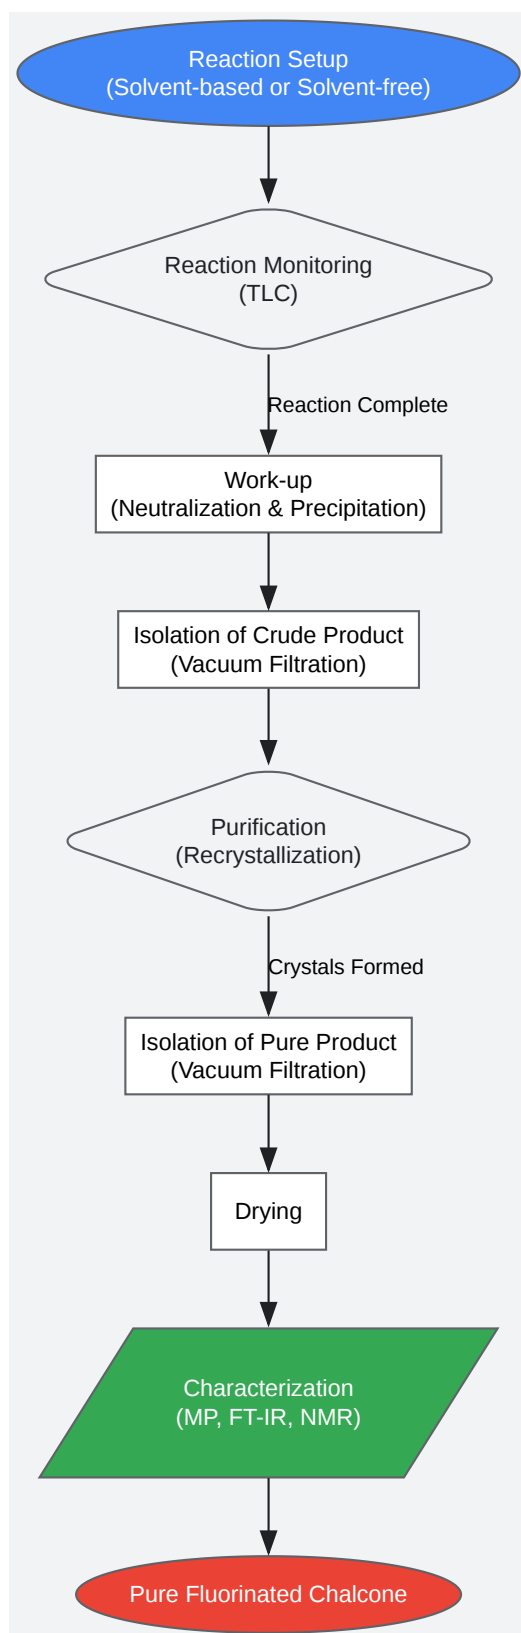 Reaction Setup
(Solvent-based or Solvent-free)
Reaction Monitoring
(TLC)
Reaction Complete
Work-up
(Neutralization & Precipitation)
Isolation of Crude Product
(Vacuum Filtration)
Purification
(Recrystallization)
Crystals Formed
Isolation of Pure Product
(Vacuum Filtration)
Drying
Characterization
(MP, FT-IR, NMR)
Pure Fluorinated Chalcone